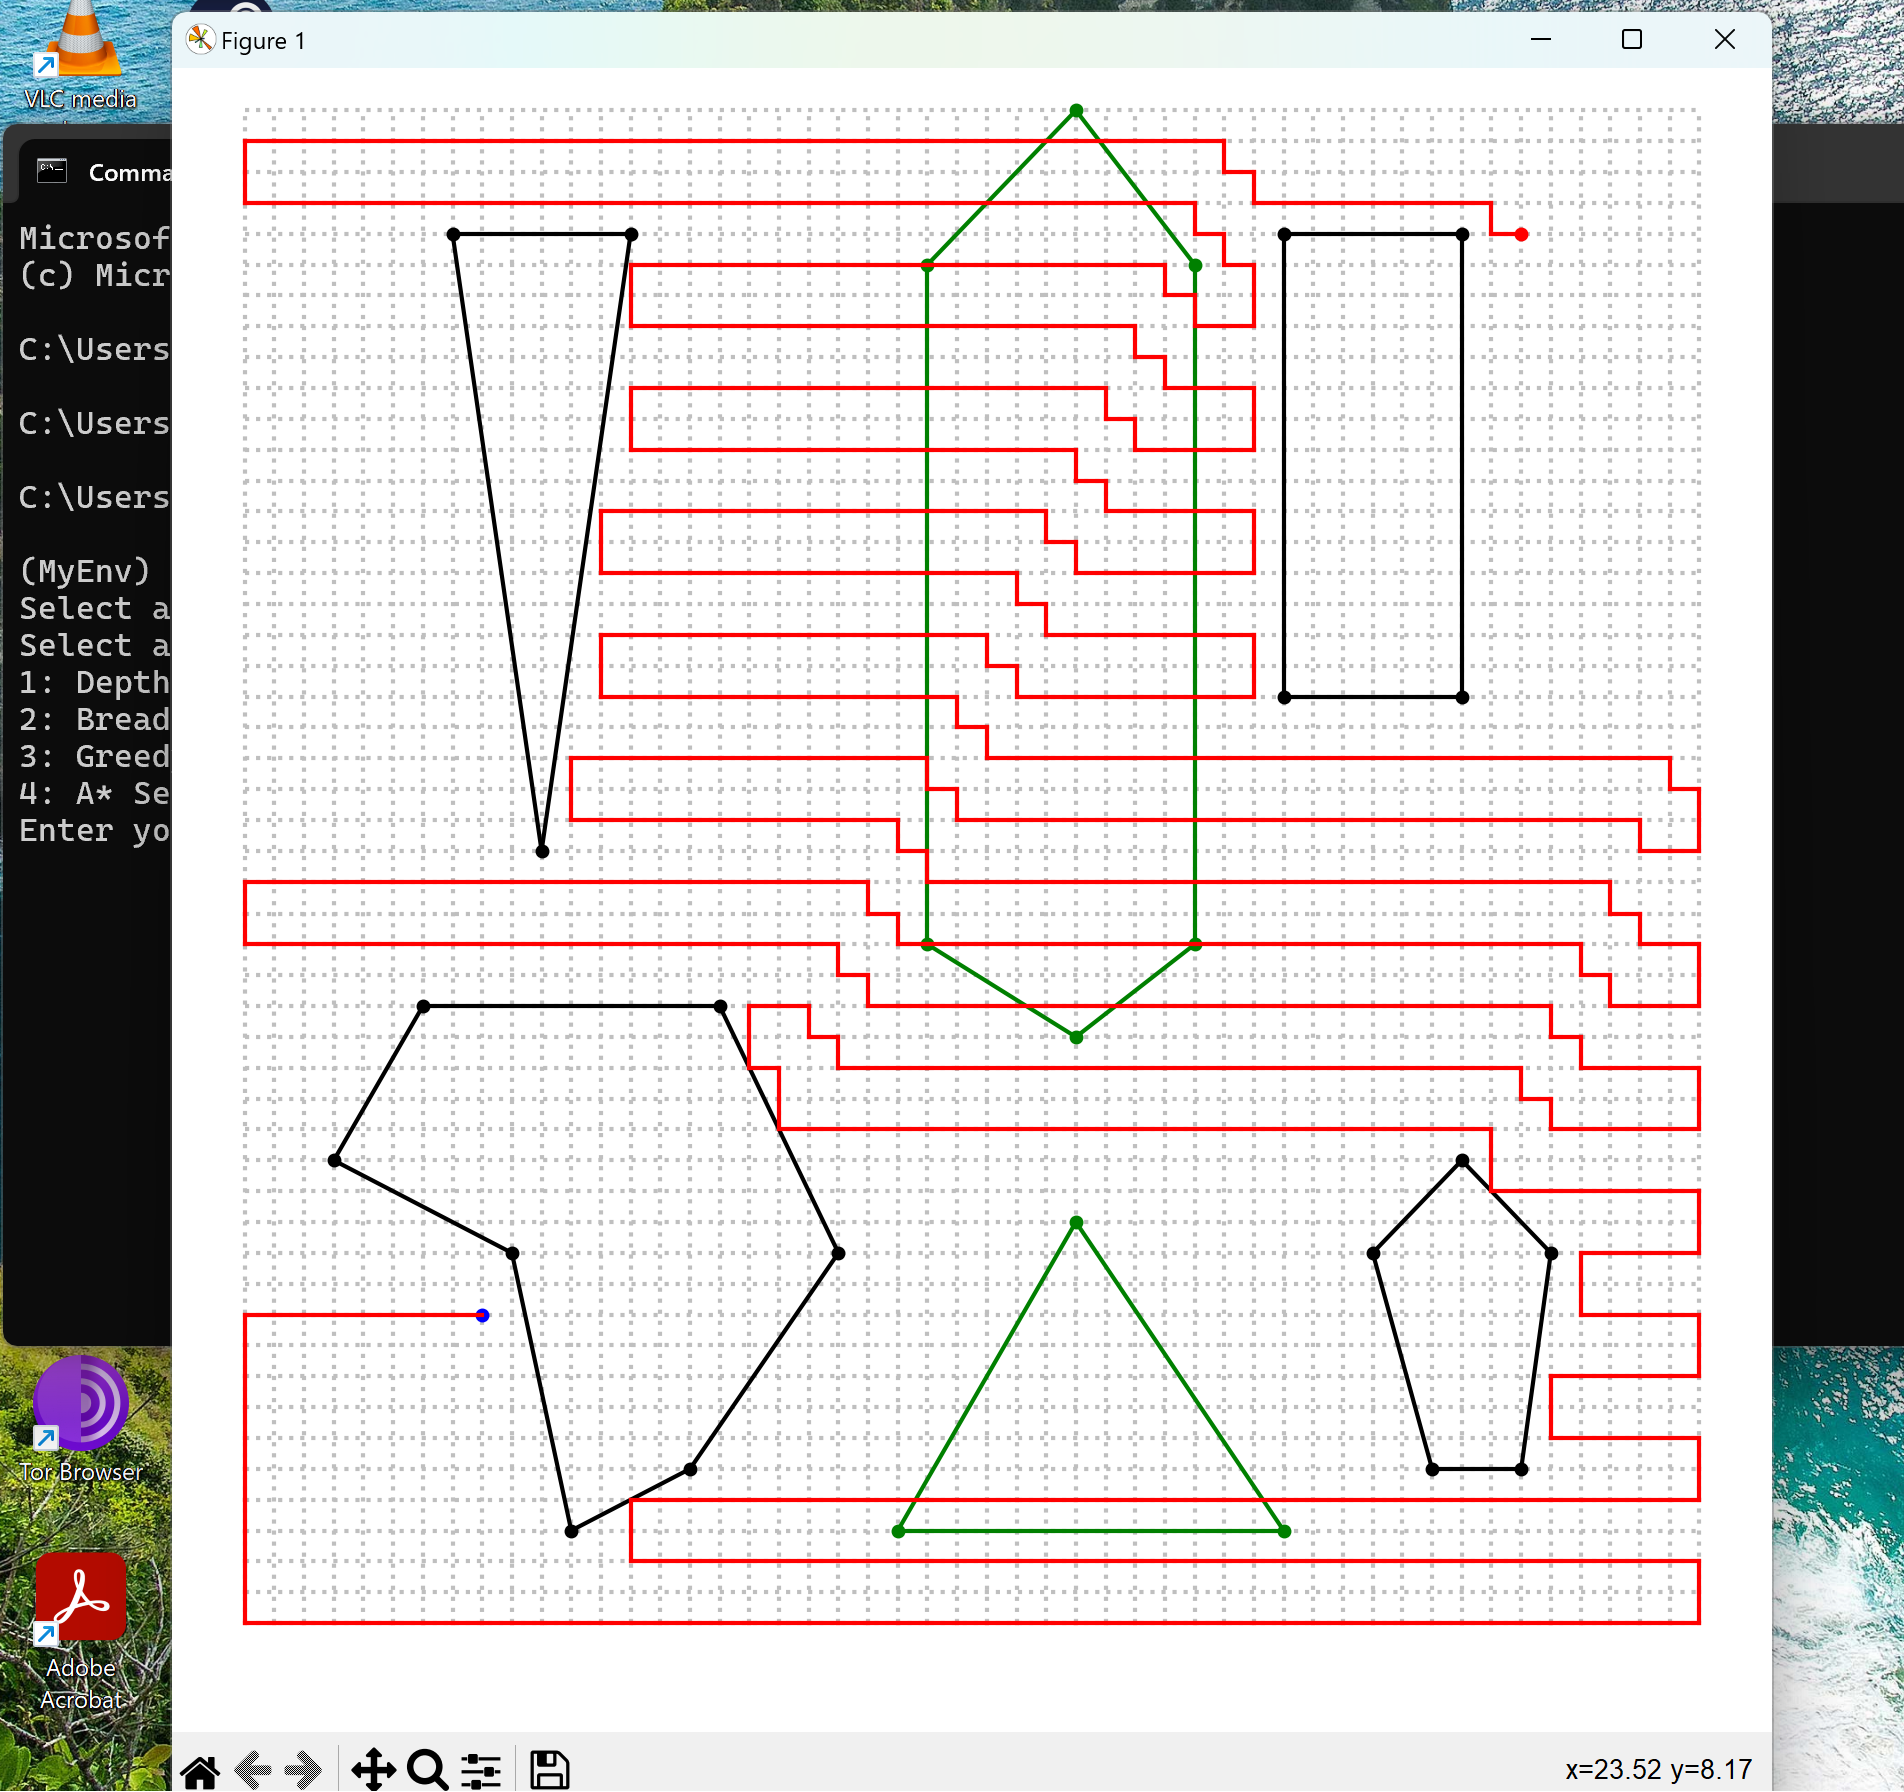 VLC media
Figure 1
Comma
Microsof
(c) Micr
C:\Users
C:\Users
C:\Users
(MyEnv)
Select a
Select a
1: Depth
2: Bread
3: Greed
4: A* Se
Enter yo
Tor Browser
Adobe
Acrobat
x=23.52 y=8.17